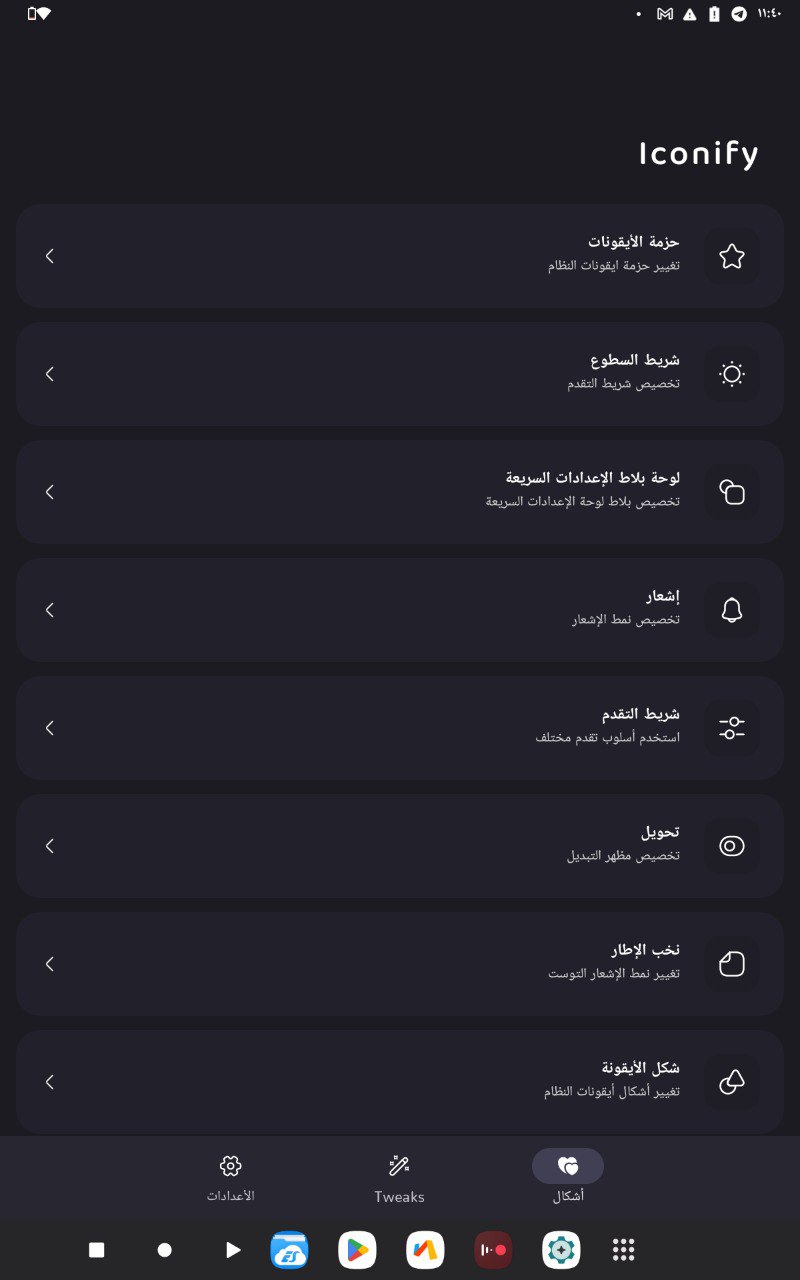 ١١:٤٠
Iconify
حزمة الأيقونات
تغيير حزمة ايقونات النظام
شريط السطوع
تخصيص شريط التقدم
لوحة بلاط الإعدادات السريعة
تخصيص بلاط لوحة الإعدادات السريعة
إشعار
تخصيص نمط الإشعار
شريط التقدم
استخدم أسلوب تقدم مختلف
تحويل
تخصيص مظهر التبديل
نخب الإطار
تغيير نمط الإشعار التوست
شكل الأيقونة
تغيير أشكال أيقونات النظام
أشكال
Tweaks
الأعدادات
ES